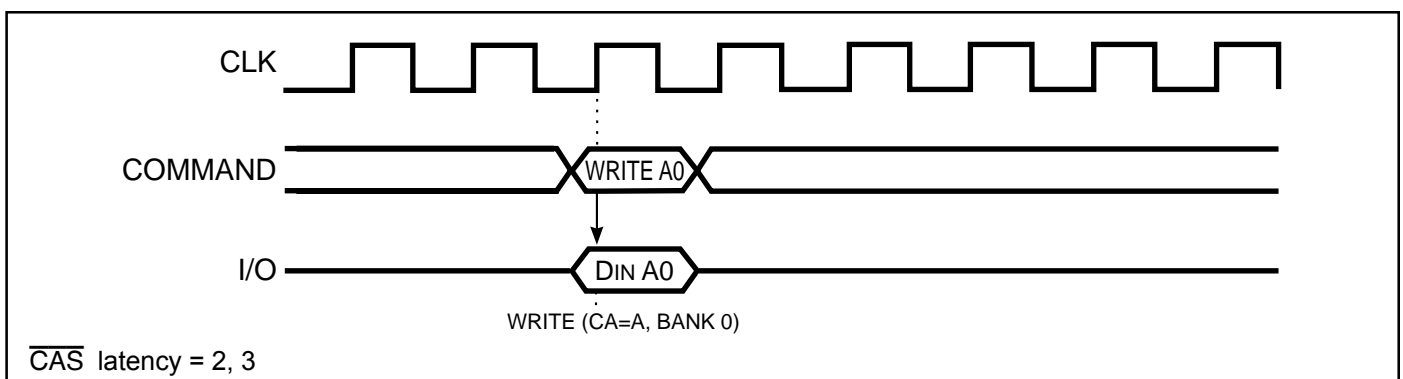 CLK
COMMAND WRITE A0
I/O DIN A0
WRITE (CA=A, BANK 0)
CAS latency = 2, 3